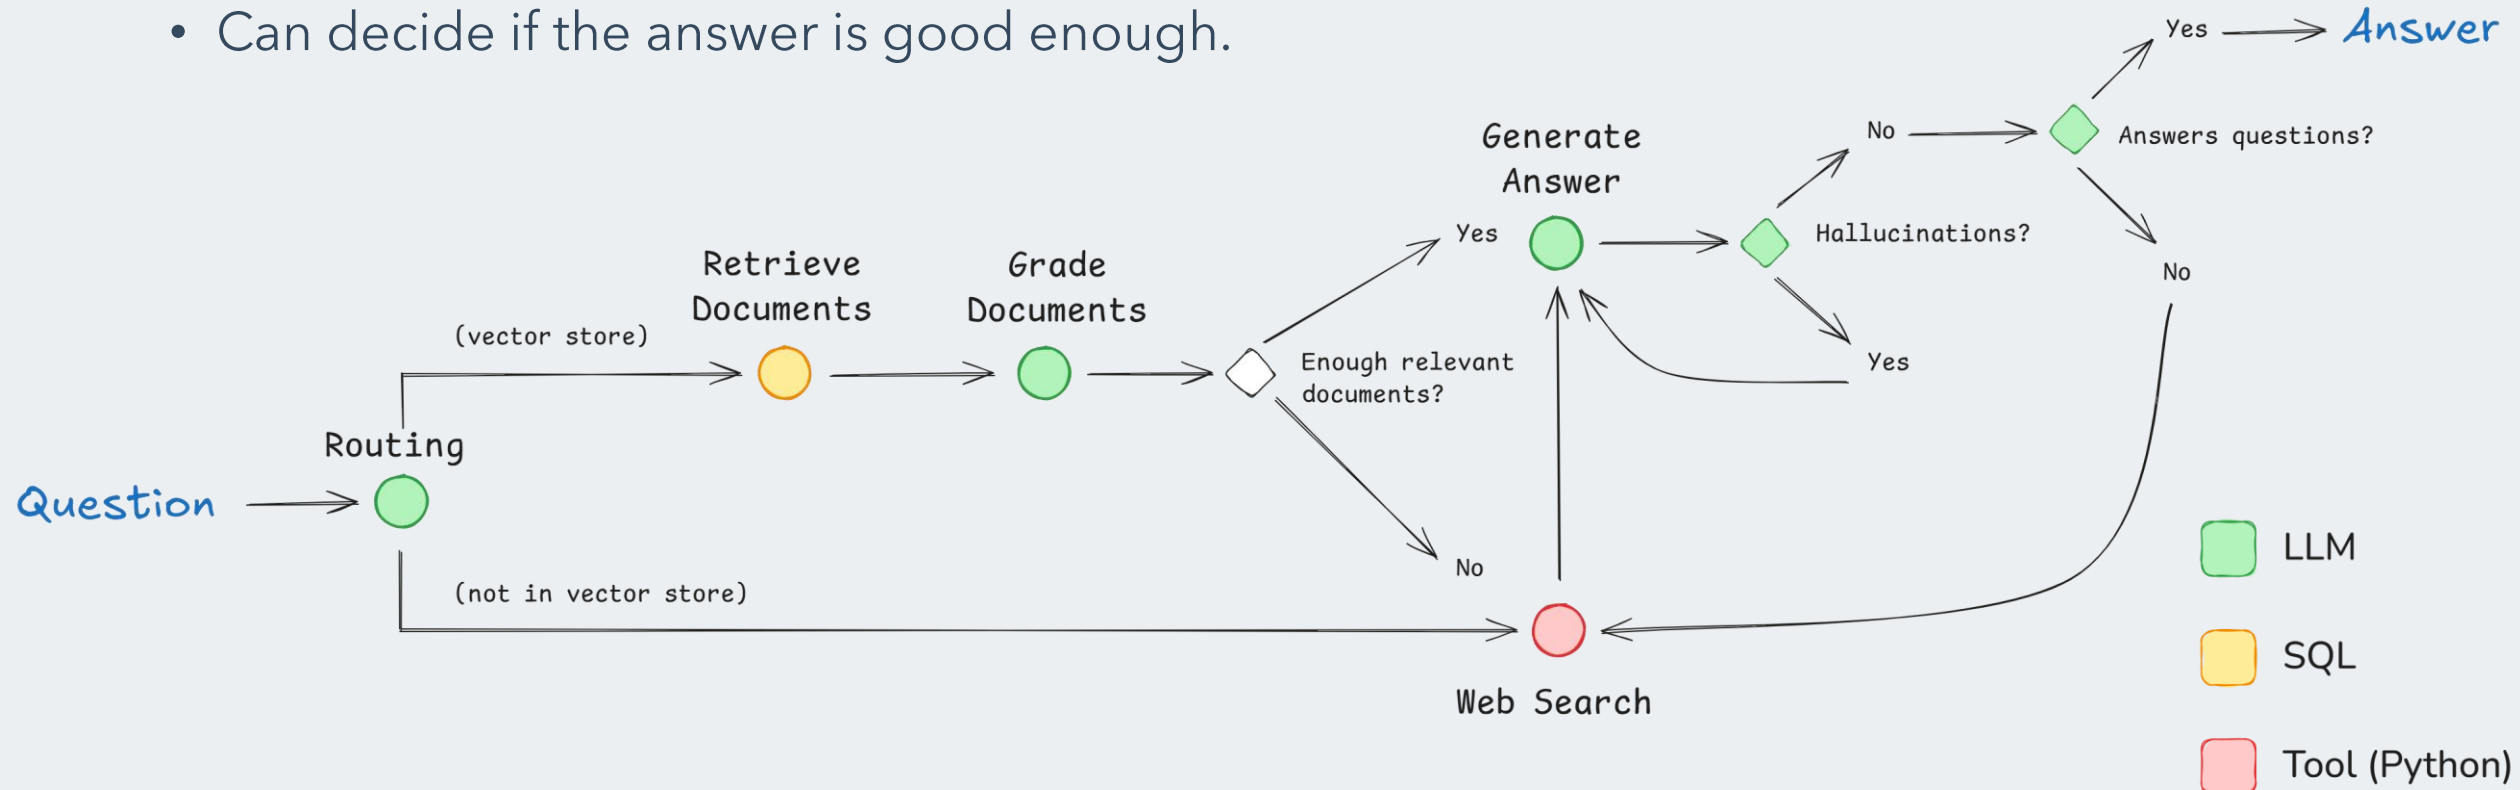 • Can decide if the answer is good enough.
Yes
Answer
No
Answers questions?
Generate
Answer
Yes
Hallucinations?
No
Retrieve
Documents
Grade
Documents
(vector store)
Enough relevant
documents?
Yes
Routing
Question
No
(not in vector store)
Web Search
LLM
SQL
Tool (Python)